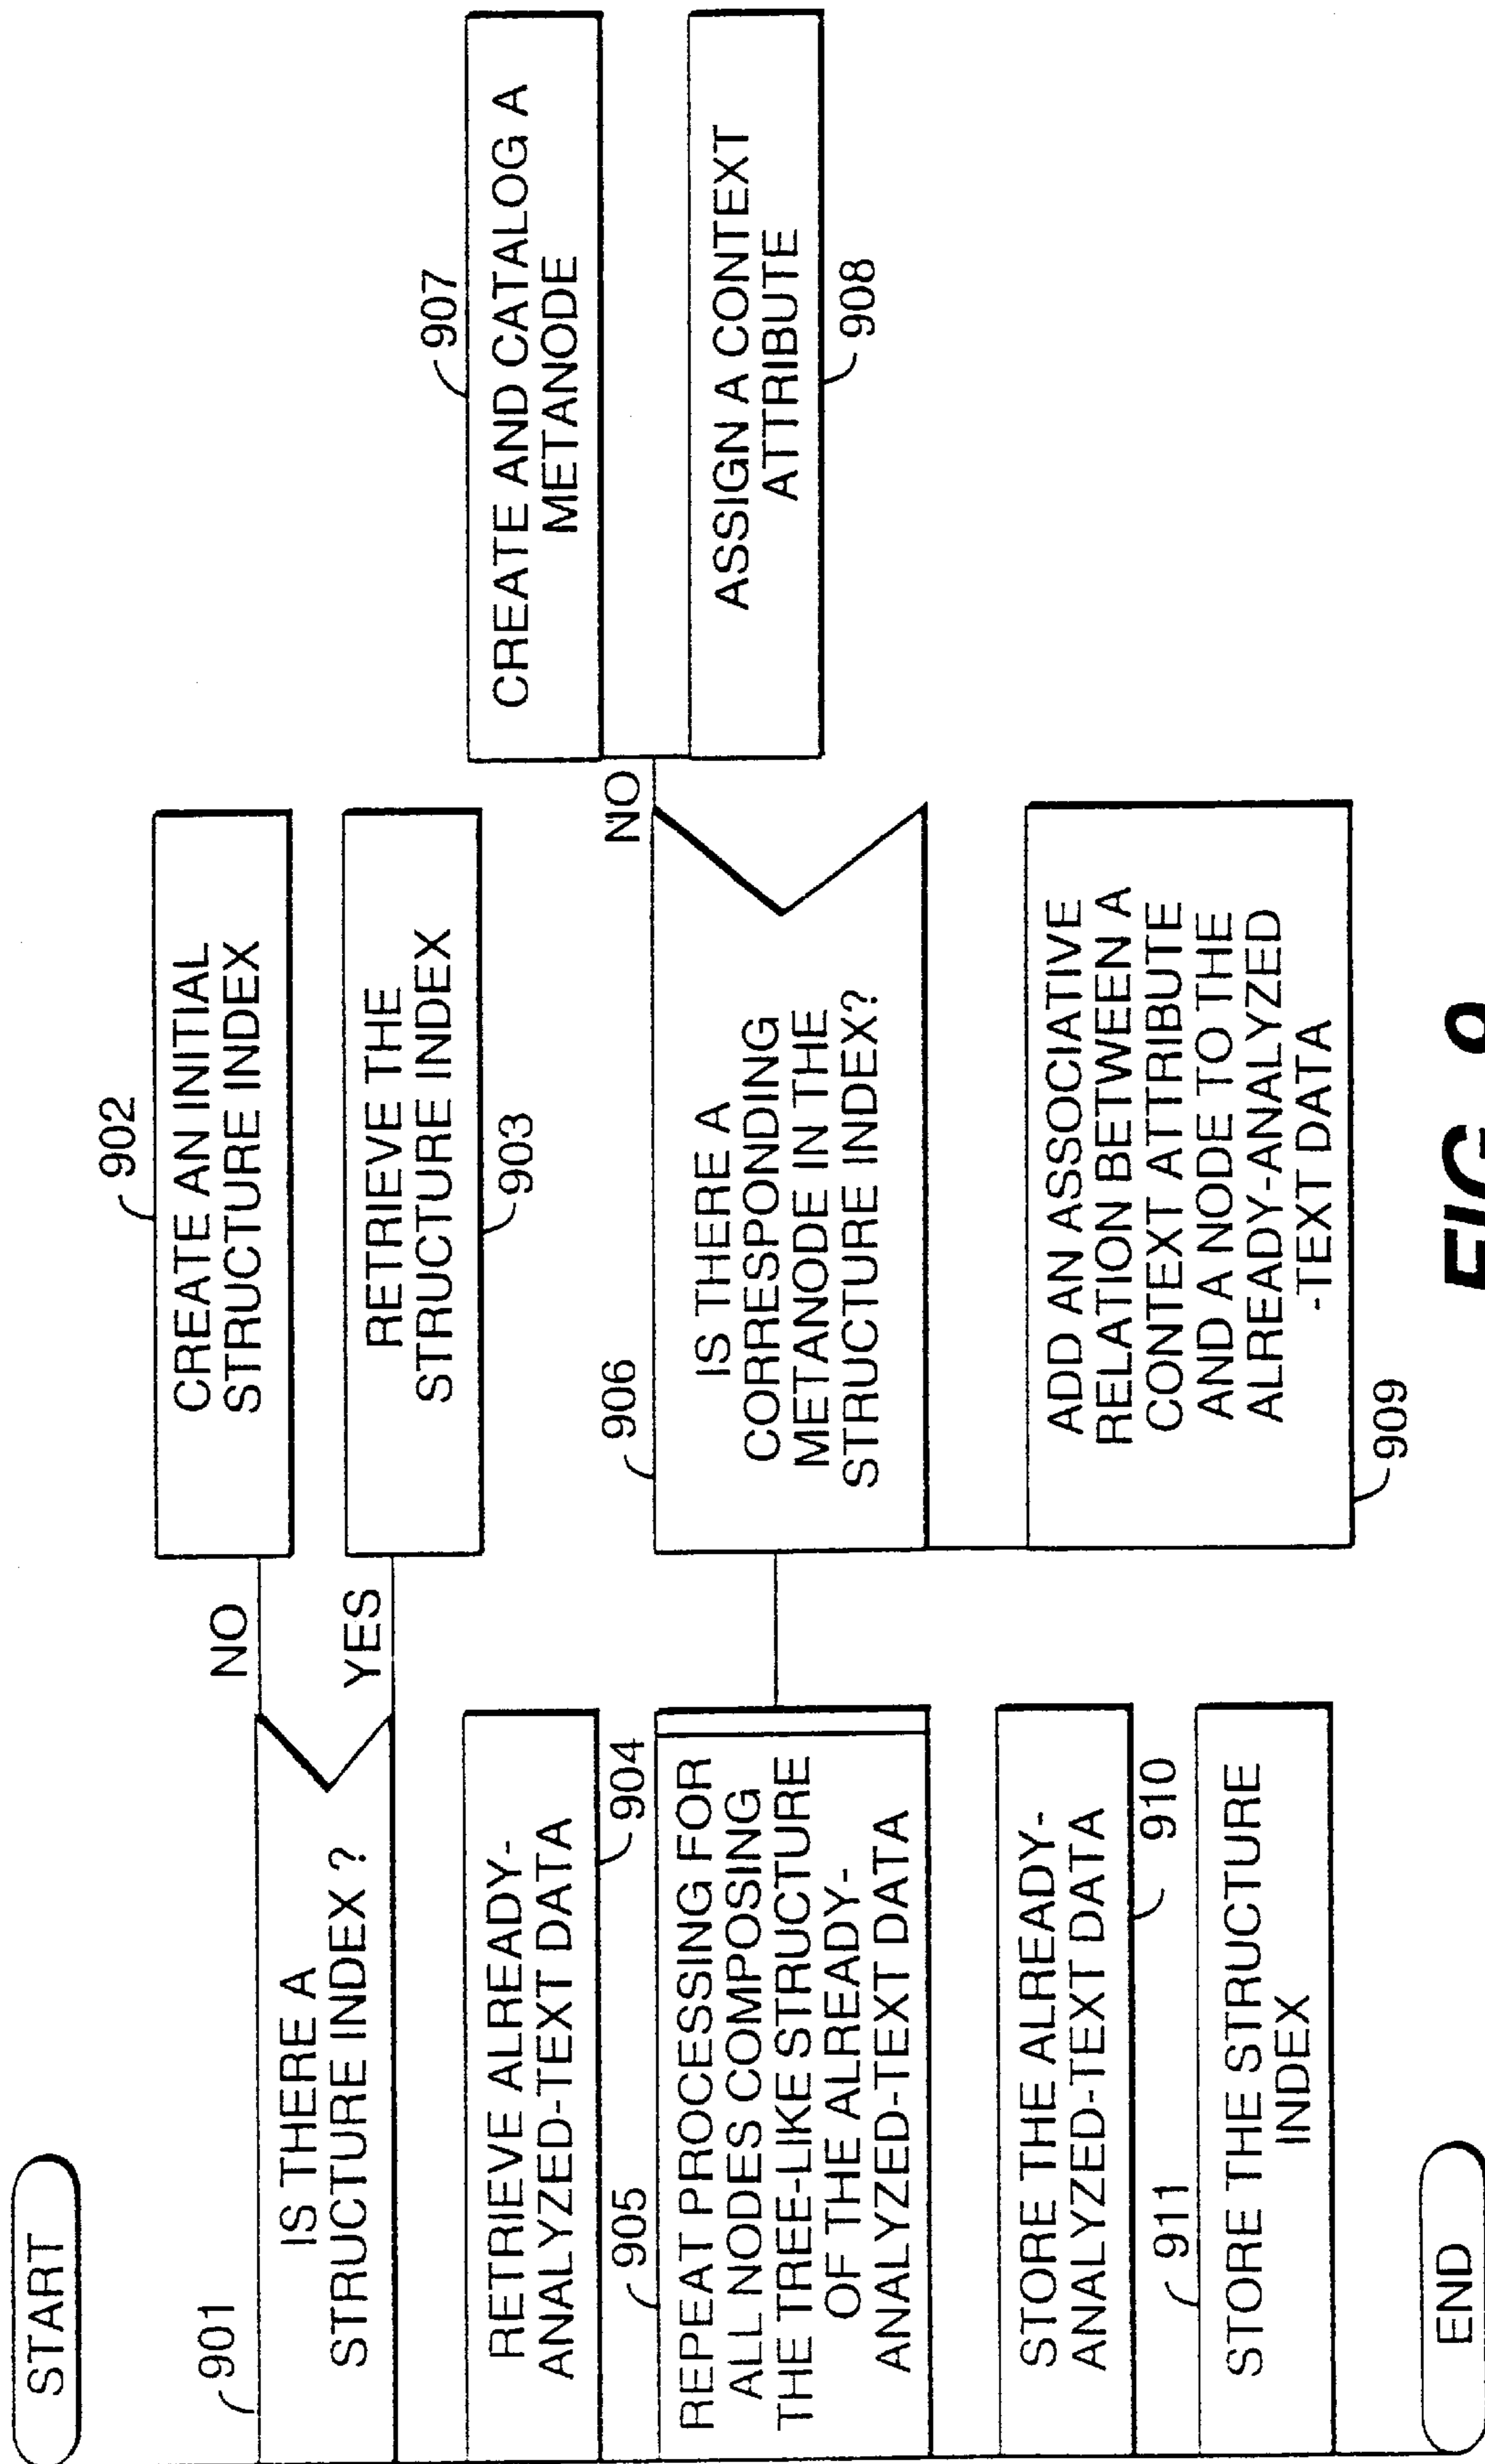 START
901
IS THERE A
STRUCTURE INDEX ?
NO
YES
902
CREATE AN INITIAL
STRUCTURE INDEX
RETRIEVE THE
STRUCTURE INDEX
903
RETRIEVE ALREADY-
ANALYZED-TEXT DATA
904
905
REPEAT PROCESSING FOR
ALL NODES COMPOSING
THE TREE-LIKE STRUCTURE
OF THE ALREADY-
ANALYZED-TEXT DATA
906
IS THERE A
CORRESPONDING
METANODE IN THE
STRUCTURE INDEX?
NO
907
CREATE AND CATALOG A
METANODE
ASSIGN A CONTEXT
ATTRIBUTE
908
ADD AN ASSOCIATIVE
RELATION BETWEEN A
CONTEXT ATTRIBUTE
AND A NODE TO THE
ALREADY-ANALYZED
-TEXT DATA
909
STORE THE ALREADY-
ANALYZED-TEXT DATA
910
911
STORE THE STRUCTURE
INDEX
END
FIG. 9